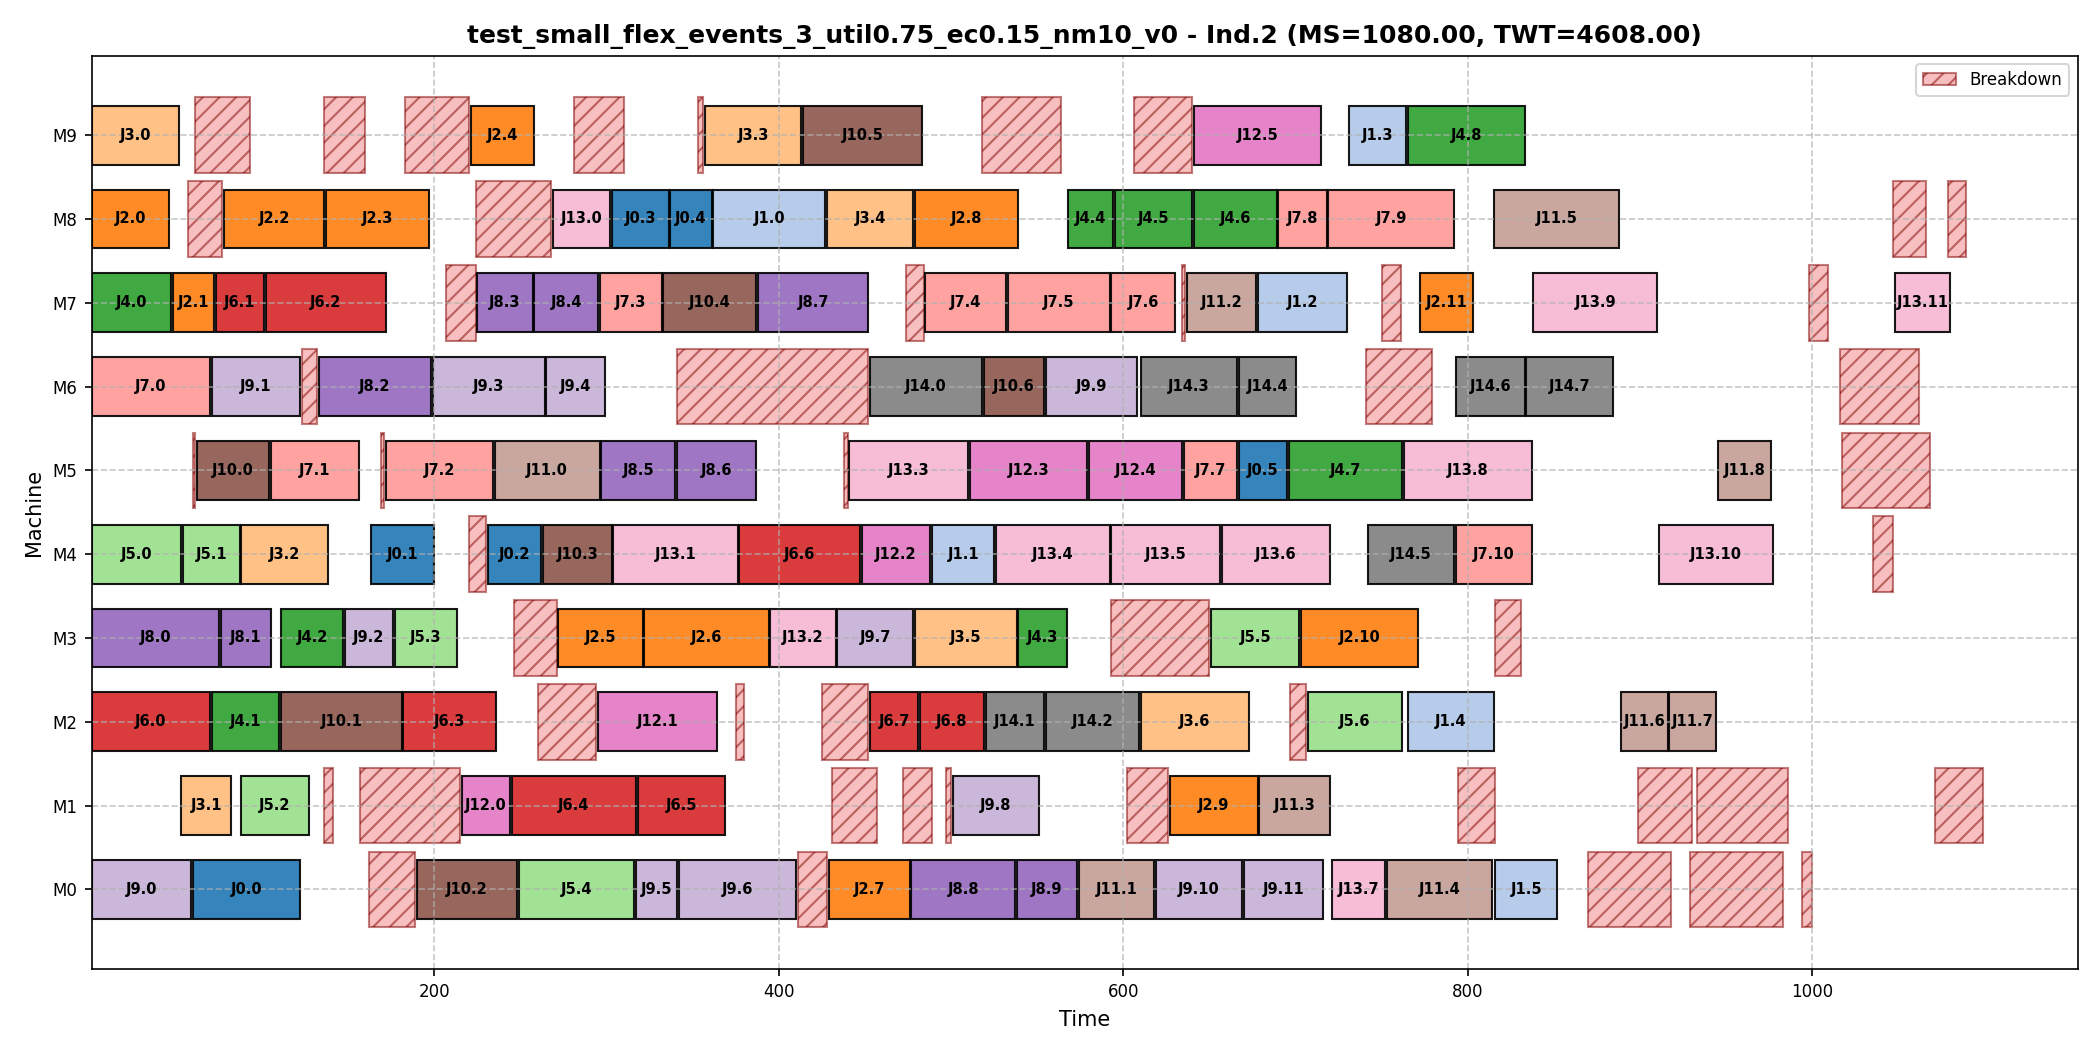 test_small_flex_events_3_util0.75_ec0.15_nm10_v0 - Ind.2 (MS=1080.00, TWT=4608.00)
Breakdown
M9 J3.0 J2.4 J3.3 J10.5 J12.5 J1.3 J4.8
M8 J2.0 J2.2 J2.3 J13.0 J0.3 J0.4 J1.0 J3.4 J2.8 J4.4 J4.5 J4.6 J7.8 J7.9 J11.5
M7 J4.0 J2.1 J6.1 J6.2 J8.3 J8.4 J7.3 J10.4 J8.7 J7.4 J7.5 J7.6 J11.2 J1.2 J2.11 J13.9 J13.11
M6 J7.0 J9.1 J8.2 J9.3 J9.4 J14.0 J10.6 J9.9 J14.3 J14.4 J14.6 J14.7
M5 J10.0 J7.1 J7.2 J11.0 J8.5 J8.6 J13.3 J12.3 J12.4 J7.7 J0.5 J4.7 J13.8 J11.8
M4 J5.0 J5.1 J3.2 J0.1 J0.2 J10.3 J13.1 J6.6 J12.2 J1.1 J13.4 J13.5 J13.6 J14.5 J7.10 J13.10
M3 J8.0 J8.1 J4.2 J9.2 J5.3 J2.5 J2.6 J13.2 J9.7 J3.5 J4.3 J5.5 J2.10
M2 J6.0 J4.1 J10.1 J6.3 J12.1 J6.7 J6.8 J14.1 J14.2 J3.6 J5.6 J1.4 J11.6 J11.7
M1 J3.1 J5.2 J12.0 J6.4 J6.5 J9.8 J2.9 J11.3
M0 J9.0 J0.0 J10.2 J5.4 J9.5 J9.6 J2.7 J8.8 J8.9 J11.1 J9.10 J9.11 J13.7 J11.4 J1.5
Machine
200 400 600 800 1000
Time